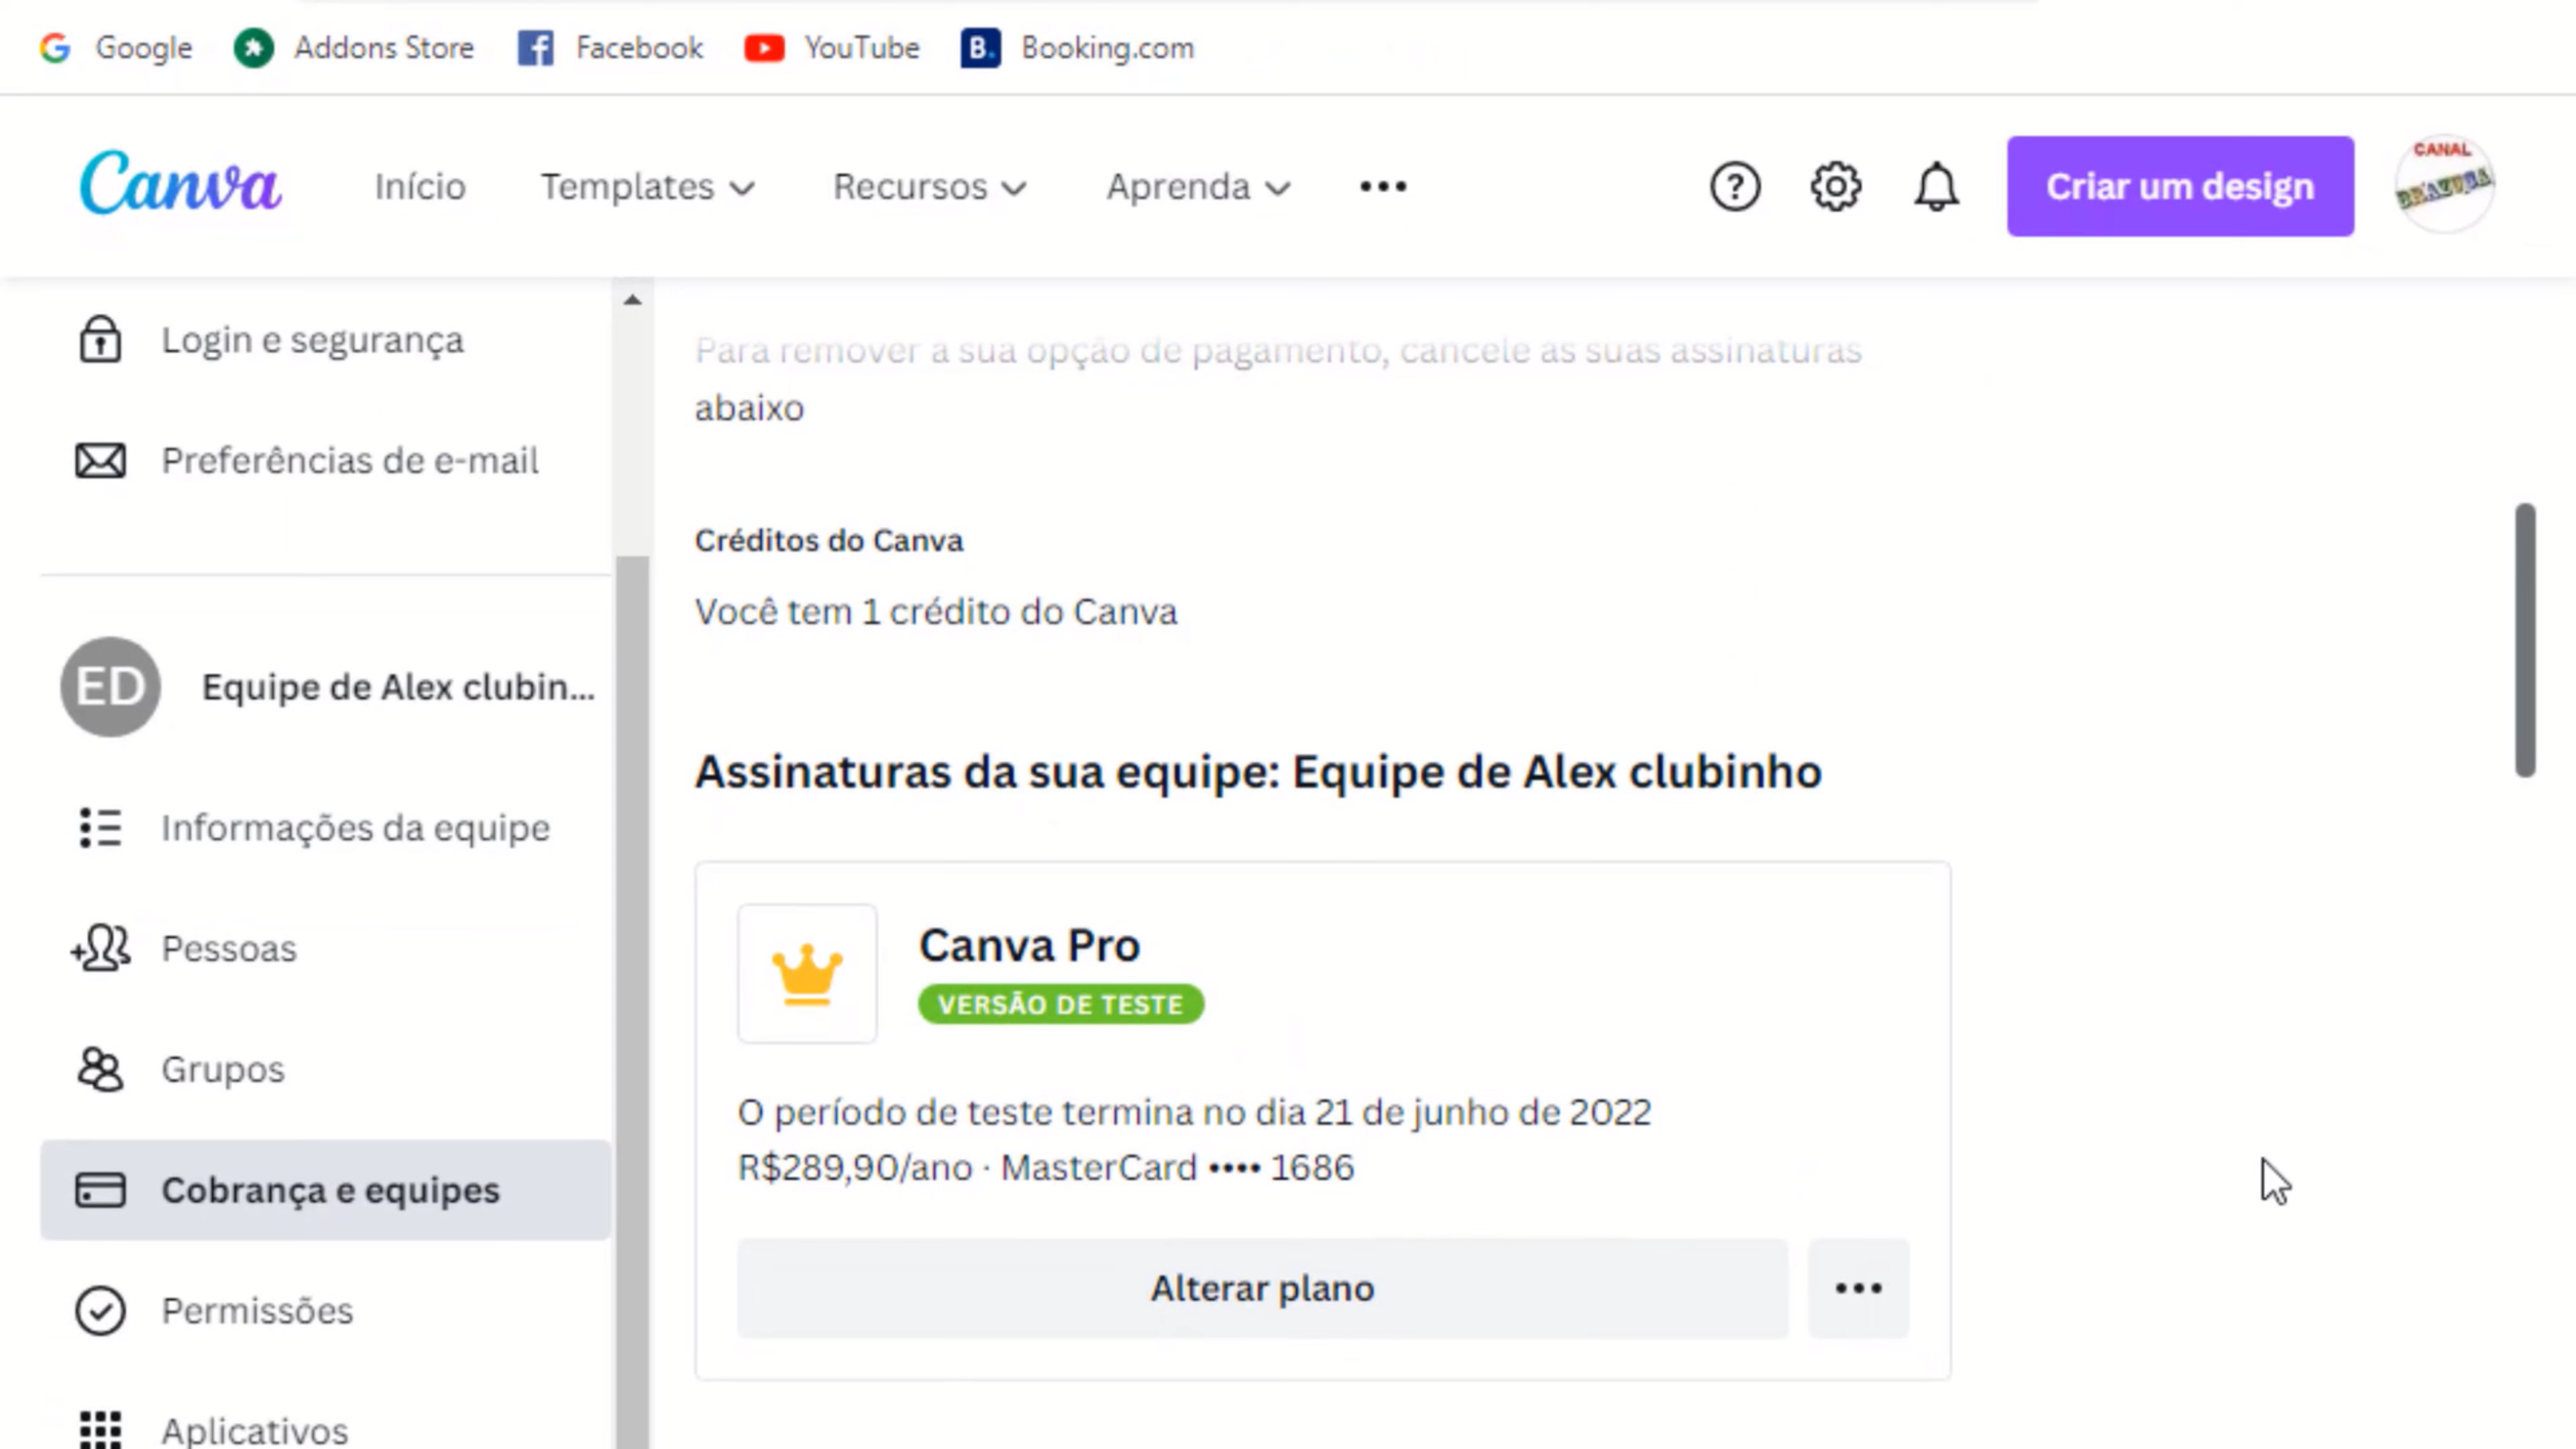 Google Addons Store Facebook YouTube B. Booking.com
Canva Início Templates Recursos Aprenda ••• ? Criar um design CANAL BRAZUBA
Login e segurança
Preferências de e-mail
ED Equipe de Alex clubin...
Informações da equipe
Pessoas
Grupos
Cobrança e equipes
Permissões
Aplicativos
Para remover a sua opção de pagamento, cancele as suas assinaturas
abaixo
Créditos do Canva
Você tem 1 crédito do Canva
Assinaturas da sua equipe: Equipe de Alex clubinho
Canva Pro
VERSÃO DE TESTE
O período de teste termina no dia 21 de junho de 2022
R$289,90/ano · MasterCard •••• 1686
Alterar plano •••